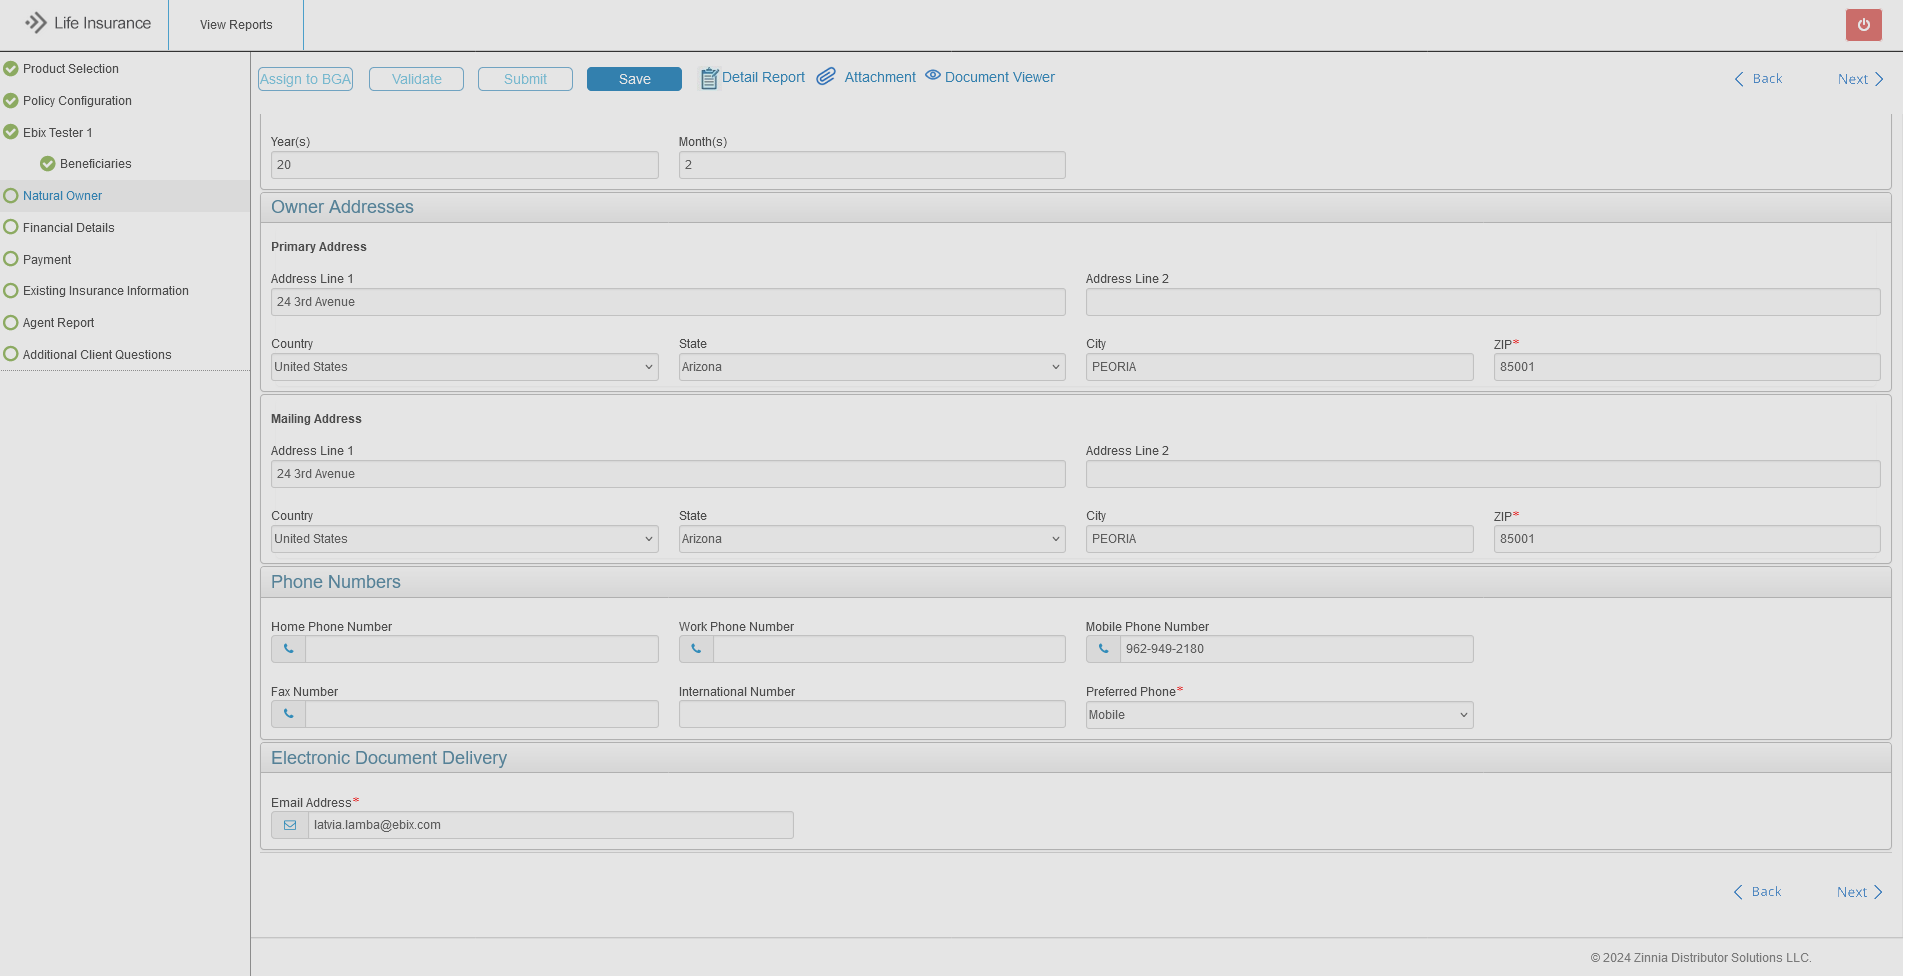 Life Insurance
View Reports
Product Selection
Policy Configuration
Ebix Tester 1
Beneficiaries
Natural Owner
Financial Details
Payment
Existing Insurance Information
Agent Report
Additional Client Questions
Assign to BGA Validate Submit Save Detail Report Attachment Document Viewer Back Next
Year(s) Month(s)
20 2
Owner Addresses
Primary Address
Address Line 1 Address Line 2
24 3rd Avenue
Country State City ZIP*
United States Arizona PEORIA 85001
Mailing Address
Address Line 1 Address Line 2
24 3rd Avenue
Country State City ZIP*
United States Arizona PEORIA 85001
Phone Numbers
Home Phone Number Work Phone Number Mobile Phone Number
962-949-2180
Fax Number International Number Preferred Phone*
Mobile
Electronic Document Delivery
Email Address*
latvia.lamba@ebix.com
Back Next
© 2024 Zinnia Distributor Solutions LLC.